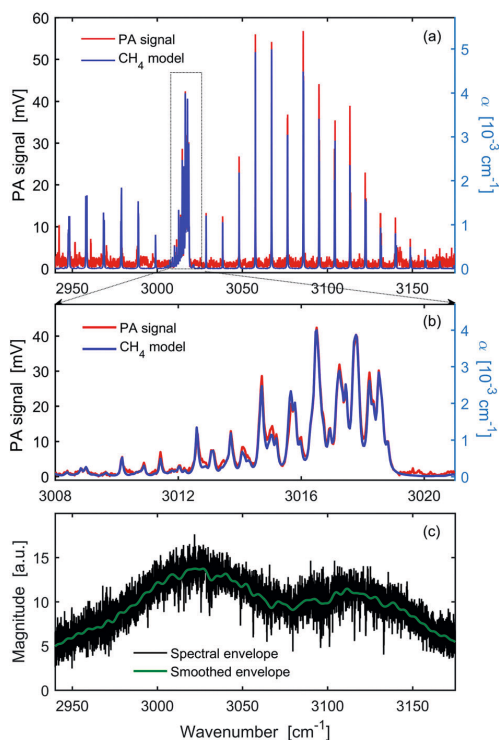 (a)
PA signal
CH4 model
PA signal [mV]
60
50
40
30
20
10
0
5
4
3
2
1
0
α [10-3 cm-1]
2950 3000 3050 3100 3150
(b)
PA signal
CH4 model
PA signal [mV]
40
30
20
10
0
4
3
2
1
0
α [10-3 cm-1]
3008 3012 3016 3020
(c)
Magnitude [a.u.]
15
10
5
0
Spectral envelope
Smoothed envelope
2950 3000 3050 3100 3150
Wavenumber [cm-1]